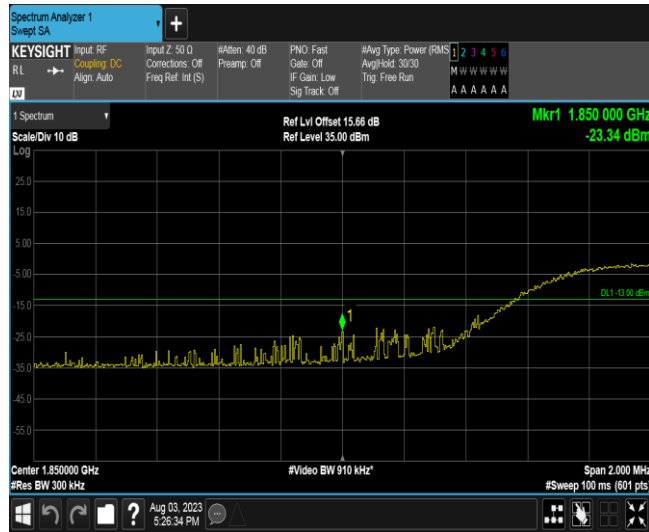 Spectrum Analyzer 1
Swept SA
KEYSIGHT
RL
LXI
Input: RF
Coupling: DC
Align: Auto
Input Z: 50 Ω
Corrections: Off
Freq Ref: Int (S)
#Atten: 40 dB
Preamp: Off
PNO: Fast
Gate: Off
IF Gain: Low
Sig Track: Off
#Avg Type: Power (RMS
Avg|Hold: 30/30
Trig: Free Run
1 2 3 4 5 6
M W W W W W
A A A A A A
1 Spectrum
Scale/Div 10 dB
Ref Lvl Offset 15.66 dB
Ref Level 35.00 dBm
Mkr1 1.850 000 GHz
-23.34 dBm
Log
25.0
15.0
5.00
-5.00
-15.0
-25.0
-35.0
-45.0
-55.0
DL1 -13.00 dBm
1
Center 1.850000 GHz
#Res BW 300 kHz
#Video BW 910 kHz*
Span 2.000 MHz
#Sweep 100 ms (601 pts)
?
Aug 03, 2023
5:26:34 PM